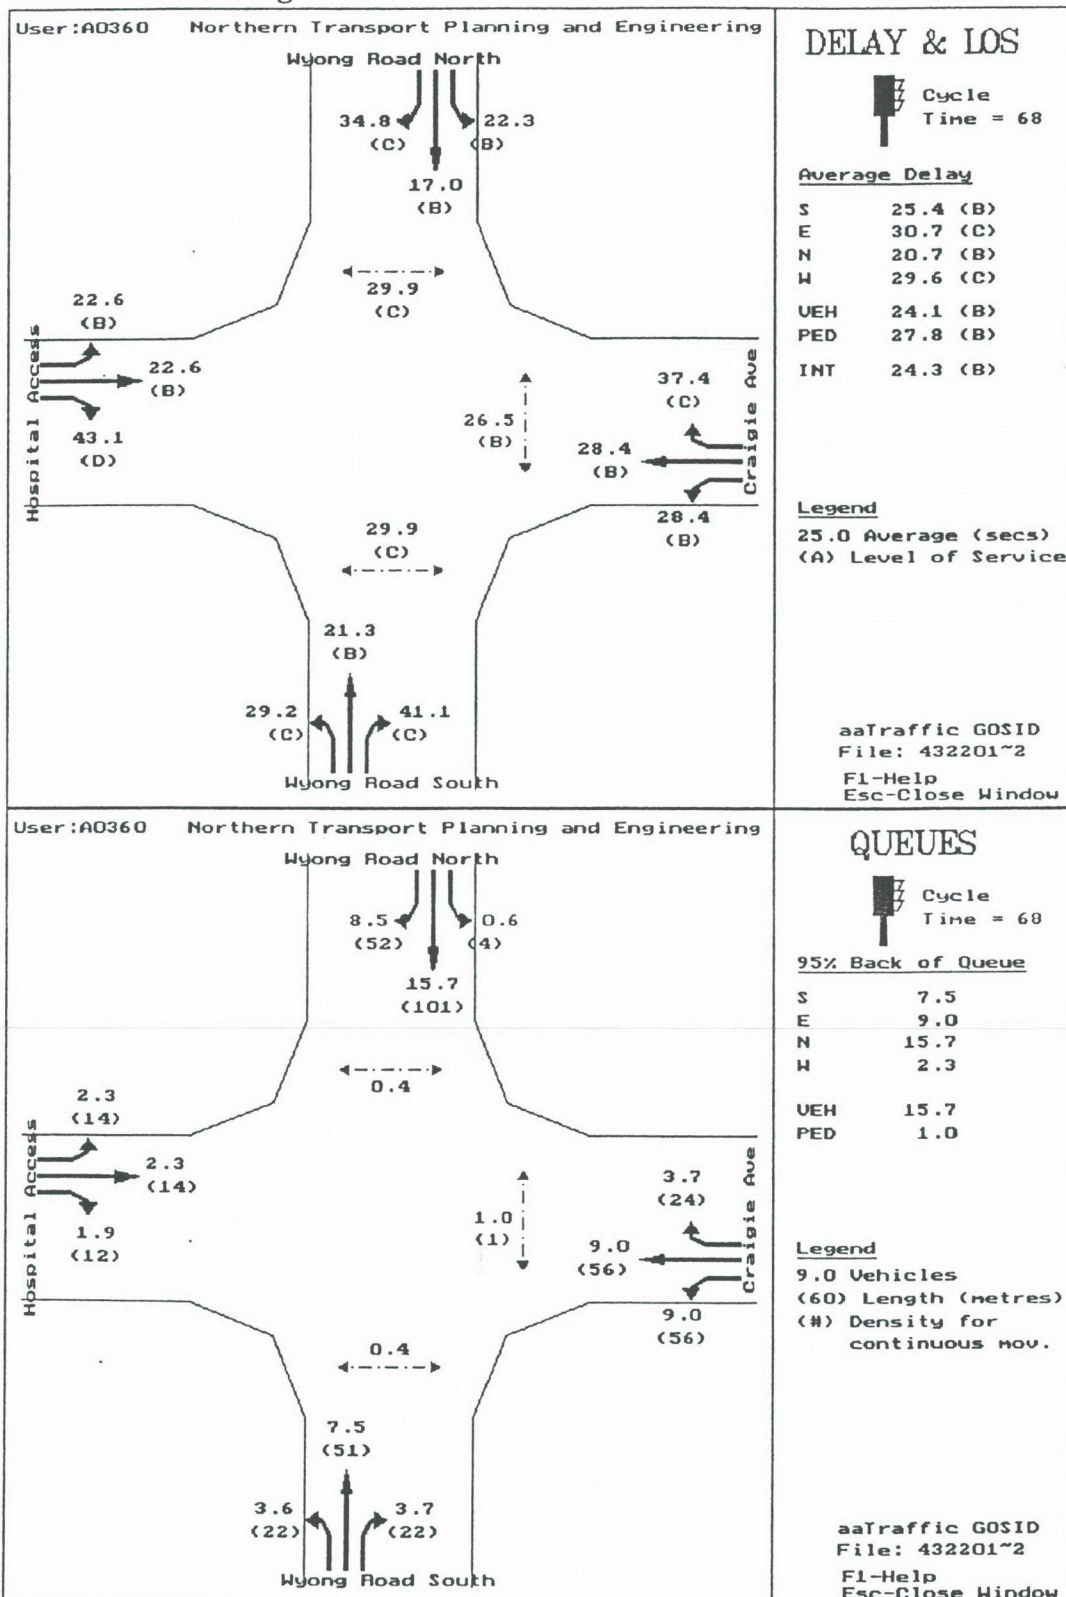 User:A0360 Northern Transport Planning and Engineering
Wyong Road North
34.8
(C)
22.3
(B)
17.0
(B)
29.9
(C)
22.6
(B)
22.6
(B)
43.1
(D)
Hospital Access
26.5
(B)
37.4
(C)
28.4
(B)
28.4
(B)
Craigie Ave
29.9
(C)
21.3
(B)
29.2
(C)
41.1
(C)
Wyong Road South
DELAY & LOS
Cycle
Time = 68
Average Delay
S 25.4 (B)
E 30.7 (C)
N 20.7 (B)
W 29.6 (C)
VEH 24.1 (B)
PED 27.8 (B)
INT 24.3 (B)
Legend
25.0 Average (secs)
(A) Level of Service
aaTraffic GOSID
File: 432201~2
F1-Help
Esc-Close Window
User:A0360 Northern Transport Planning and Engineering
Wyong Road North
8.5
(52)
0.6
(4)
15.7
(101)
0.4
2.3
(14)
2.3
(14)
1.9
(12)
Hospital Access
1.0
(1)
3.7
(24)
9.0
(56)
9.0
(56)
Craigie Ave
0.4
7.5
(51)
3.6
(22)
3.7
(22)
Wyong Road South
QUEUES
Cycle
Time = 68
95% Back of Queue
S 7.5
E 9.0
N 15.7
W 2.3
VEH 15.7
PED 1.0
Legend
9.0 Vehicles
(60) Length (metres)
(#) Density for
continuous mov.
aaTraffic GOSID
File: 432201~2
F1-Help
Esc-Close Window